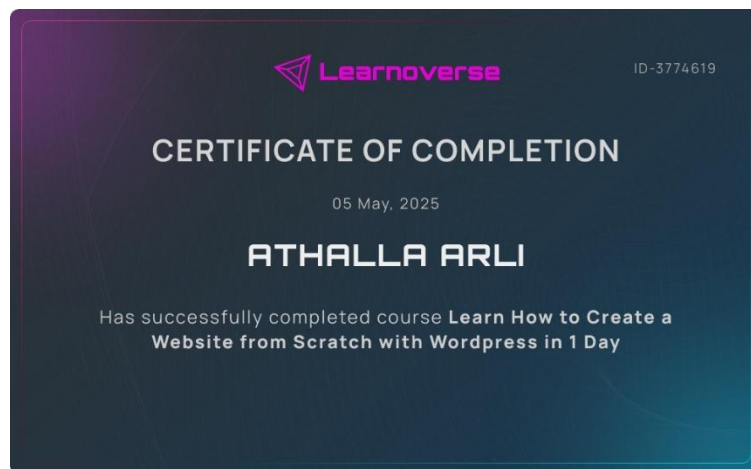 Learnoverse
ID-3774619
CERTIFICATE OF COMPLETION
05 May, 2025
ATHALLA ARLI
Has successfully completed course Learn How to Create a
Website from Scratch with Wordpress in 1 Day